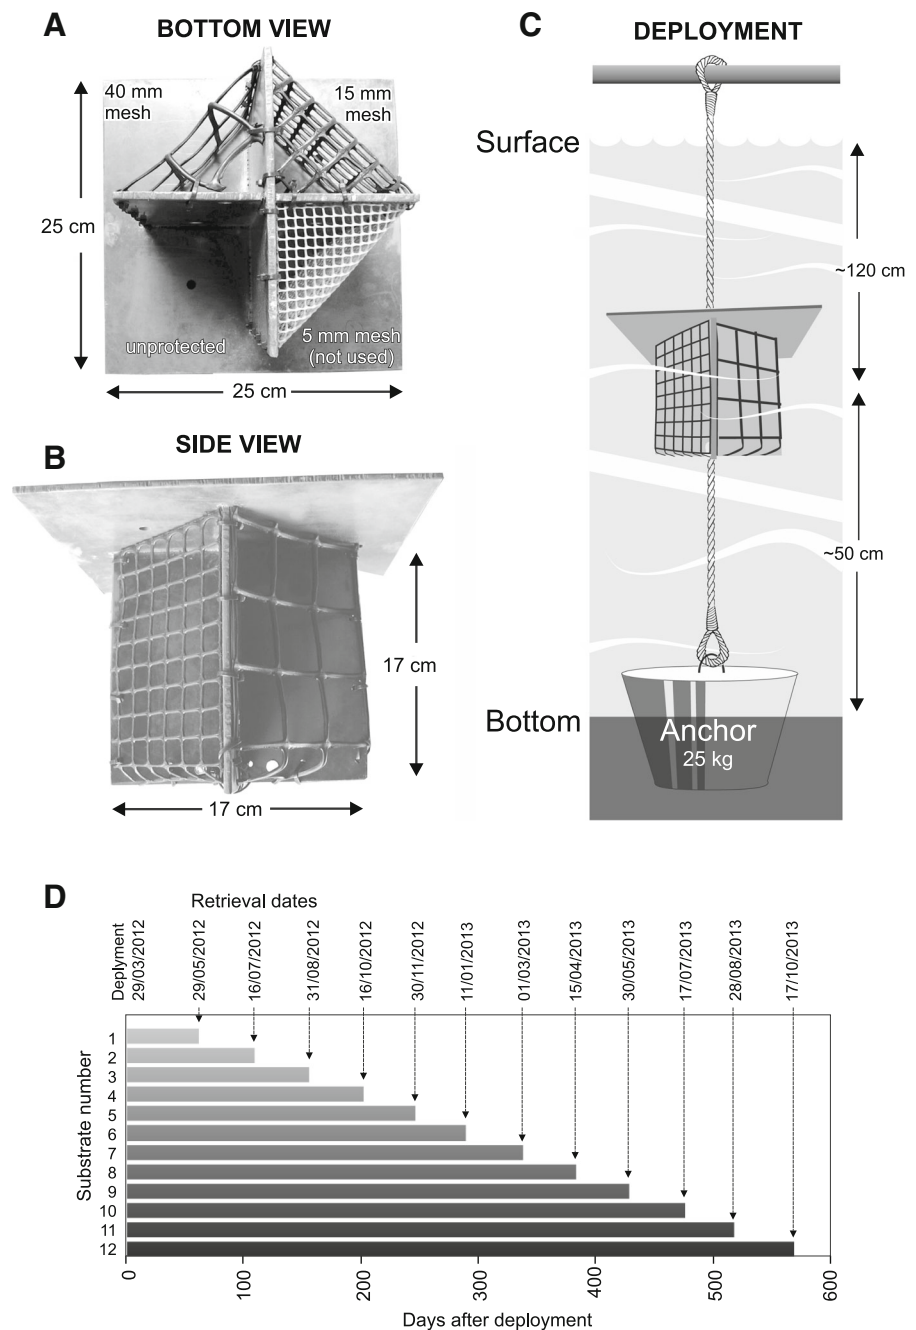 A
BOTTOM VIEW
40 mm
mesh
15 mm
mesh
25 cm
unprotected
5 mm mesh
(not used)
25 cm
B
SIDE VIEW
17 cm
17 cm
C
DEPLOYMENT
Surface
~120 cm
~50 cm
Bottom
Anchor
25 kg
D
Retrieval dates
Deplyment
29/03/2012
29/05/2012
16/07/2012
31/08/2012
16/10/2012
30/11/2012
11/01/2013
01/03/2013
15/04/2013
30/05/2013
17/07/2013
28/08/2013
17/10/2013
Substrate number
1
2
3
4
5
6
7
8
9
10
11
12
0
100
200
300
400
500
600
Days after deployment